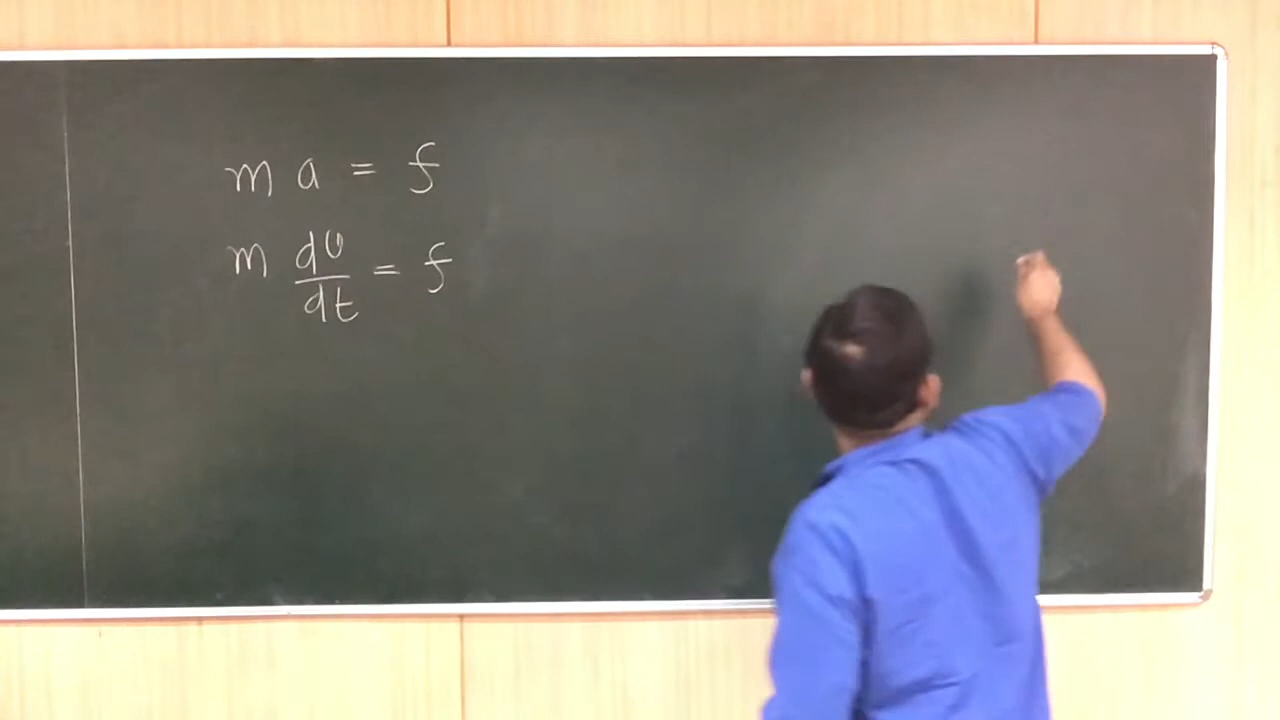 m a = f
m dv/dt = f